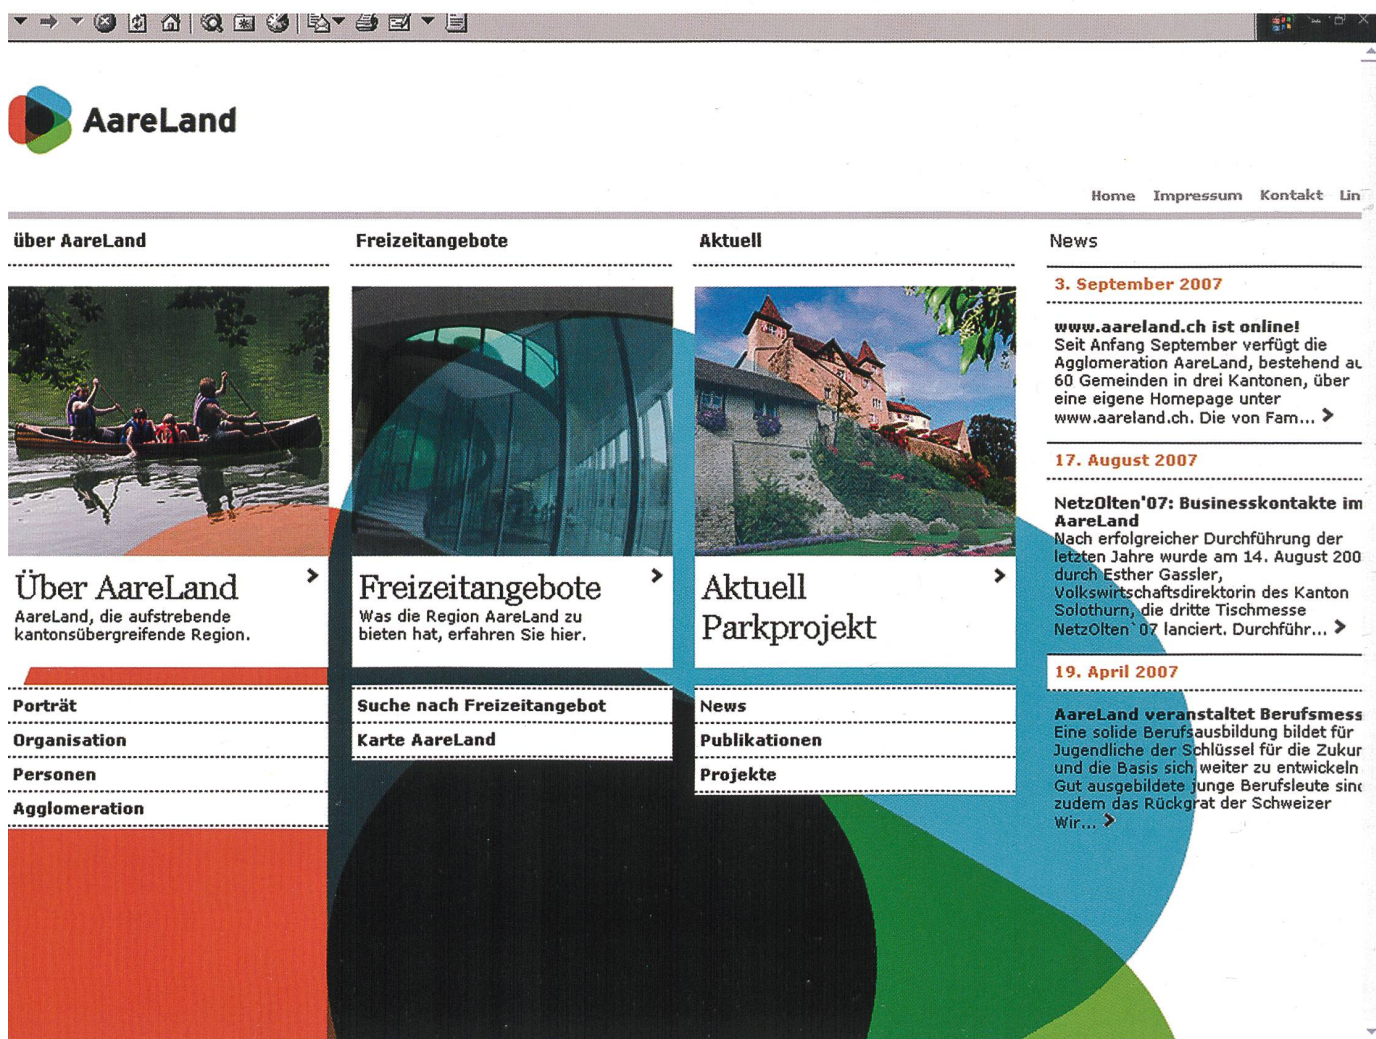 AareLand
Home Impressum Kontakt Lin
über AareLand
Freizeitangebote
Aktuell
News
Über AareLand
AareLand, die aufstrebende
kantonsübergreifende Region.
Porträt
Organisation
Personen
Agglomeration
Freizeitangebote
Was die Region AareLand zu
bieten hat, erfahren Sie hier.
Suche nach Freizeitangebot
Karte AareLand
Aktuell
Parkprojekt
News
Publikationen
Projekte
3. September 2007
www.aareland.ch ist online!
Seit Anfang September verfügt die
Agglomeration AareLand, bestehend au
60 Gemeinden in drei Kantonen, über
eine eigene Homepage unter
www.aareland.ch. Die von Fam...
17. August 2007
NetzOlten'07: Businesskontakte im
AareLand
Nach erfolgreicher Durchführung der
letzten Jahre wurde am 14. August 200
durch Esther Gassler,
Volkswirtschaftsdirektorin des Kanton
Solothurn, die dritte Tischmesse
NetzOlten`07 lanciert. Durchführ...
19. April 2007
AareLand veranstaltet Berufsmess
Eine solide Berufsausbildung bildet für
Jugendliche der Schlüssel für die Zukun
und die Basis sich weiter zu entwickeln
Gut ausgebildete junge Berufsleute sind
zudem das Rückgrat der Schweizer
Wir...